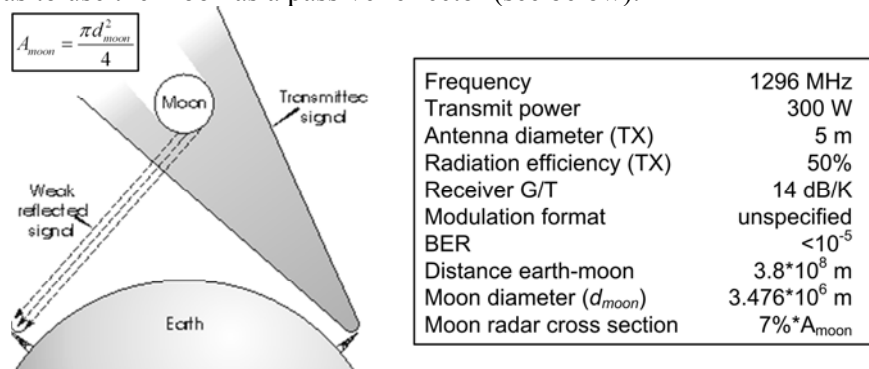 as to use the moon as a passive reflector (see below).
A_moon = πd²_moon / 4
Moon
Transmitted
signal
Weak
reflected
signal
Earth
Frequency 1296 MHz
Transmit power 300 W
Antenna diameter (TX) 5 m
Radiation efficiency (TX) 50%
Receiver G/T 14 dB/K
Modulation format unspecified
BER <10⁻⁵
Distance earth-moon 3.8*10⁸ m
Moon diameter (d_moon) 3.476*10⁶ m
Moon radar cross section 7%*A_moon